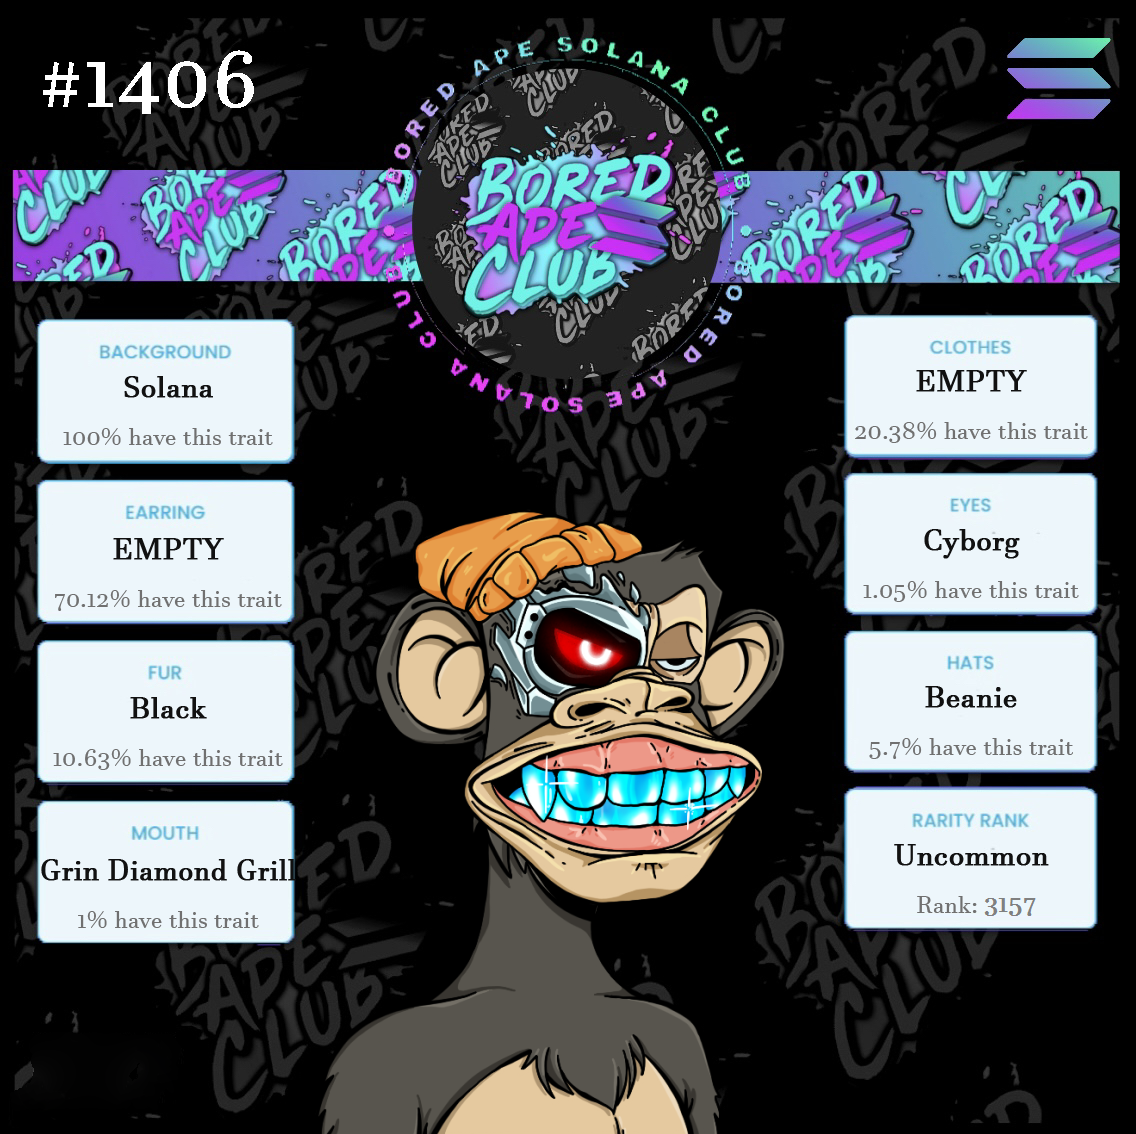 #1406
BORED APE SOLANA CLUB
BORED
APE
CLUB
BORED APE SOLANA CLUB
BACKGROUND
Solana
100% have this trait
EARRING
EMPTY
70.12% have this trait
FUR
Black
10.63% have this trait
MOUTH
Grin Diamond Grill
1% have this trait
CLOTHES
EMPTY
20.38% have this trait
EYES
Cyborg
1.05% have this trait
HATS
Beanie
5.7% have this trait
RARITY RANK
Uncommon
Rank: 3157